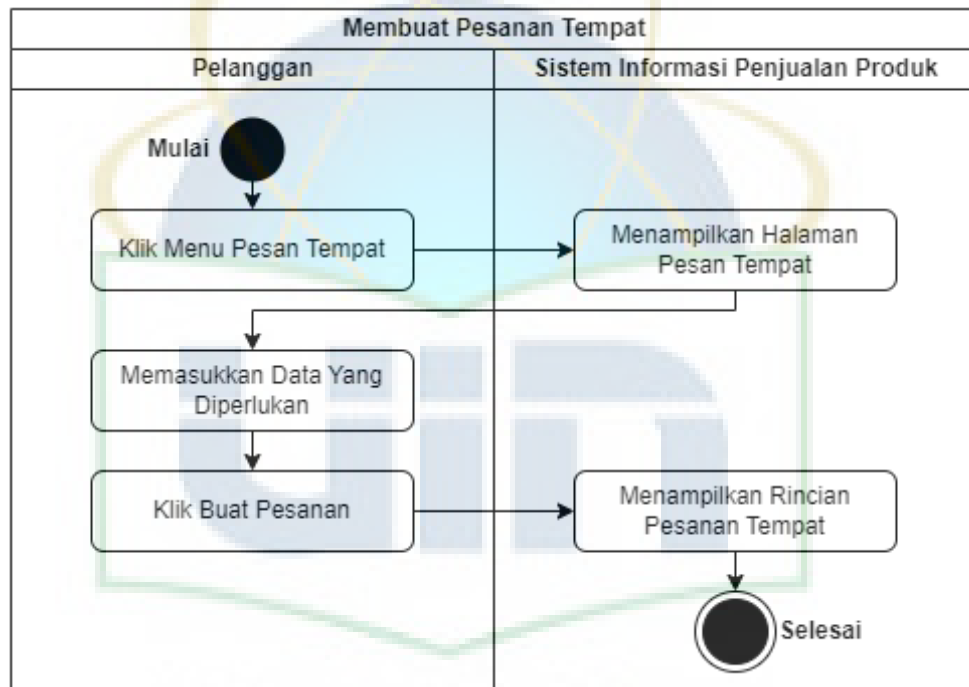 Membuat Pesanan Tempat
Pelanggan
Sistem Informasi Penjualan Produk
Mulai
Klik Menu Pesan Tempat
Menampilkan Halaman
Pesan Tempat
Memasukkan Data Yang
Diperlukan
Klik Buat Pesanan
Menampilkan Rincian
Pesanan Tempat
Selesai
UIN